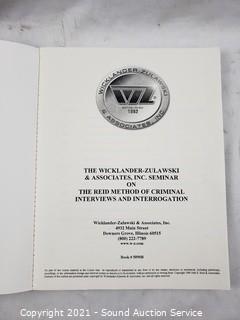 WICKLANDER-ZULAWSKI
& ASSOCIATES, INC.
WZ
1982
THE WICKLANDER-ZULAWSKI
& ASSOCIATES, INC. SEMINAR
ON
THE REID METHOD OF CRIMINAL
INTERVIEWS AND INTERROGATION
Wicklander-Zulawski & Associates, Inc.
4932 Main Street
Downers Grove, Illinois 60515
(800) 222-7789
www.w-z.com
Copyright 2021 - Sound Auction Service